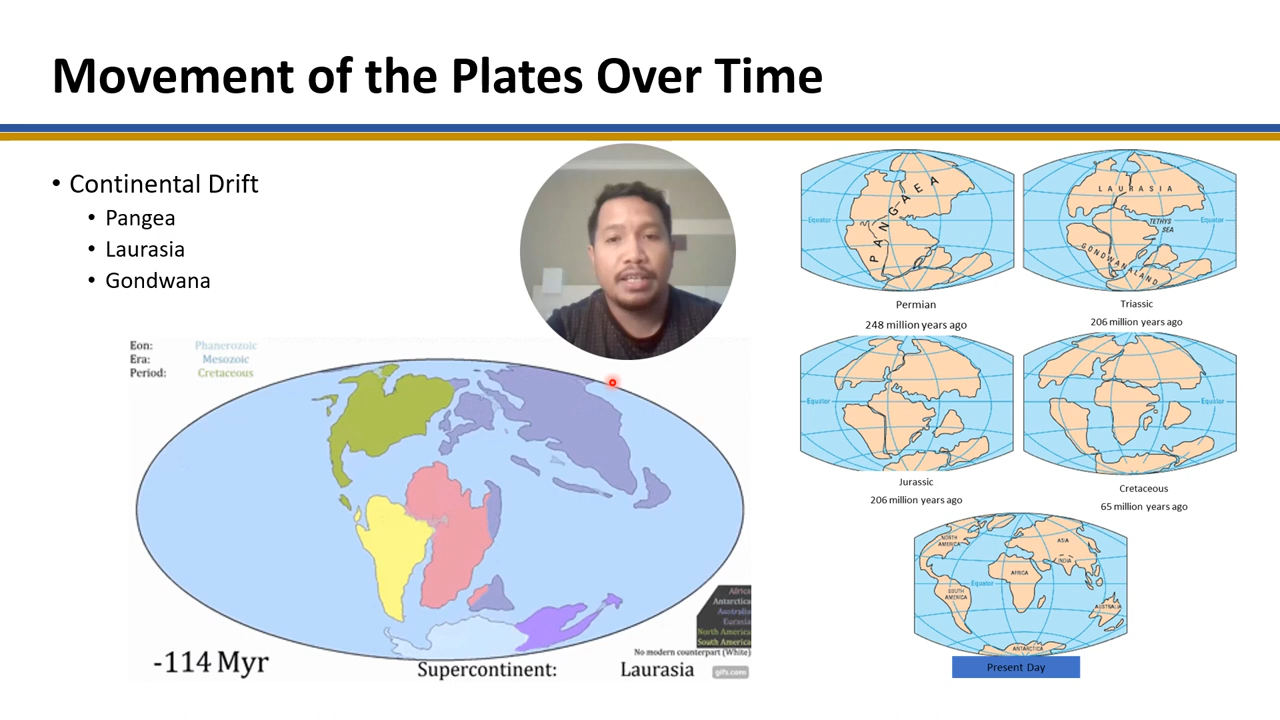 Movement of the Plates Over Time
• Continental Drift
• Pangea
• Laurasia
• Gondwana
Eon: Phanerozoic
Era: Mesozoic
Period: Cretaceous
Africa
Antarctica
Australia
Eurasia
North America
South America
No modern counterpart (White)
-114 Myr
Supercontinent: Laurasia
gifs.com
Equator
PANGAEA
Permian
248 million years ago
LAURASIA
TETHYS
SEA
Equator
GONDWANALAND
Triassic
206 million years ago
Equator
Jurassic
206 million years ago
Equator
Cretaceous
65 million years ago
NORTH
AMERICA
ASIA
INDIA
AFRICA
Equator
SOUTH
AMERICA
AUSTRALIA
ANTARCTICA
Present Day